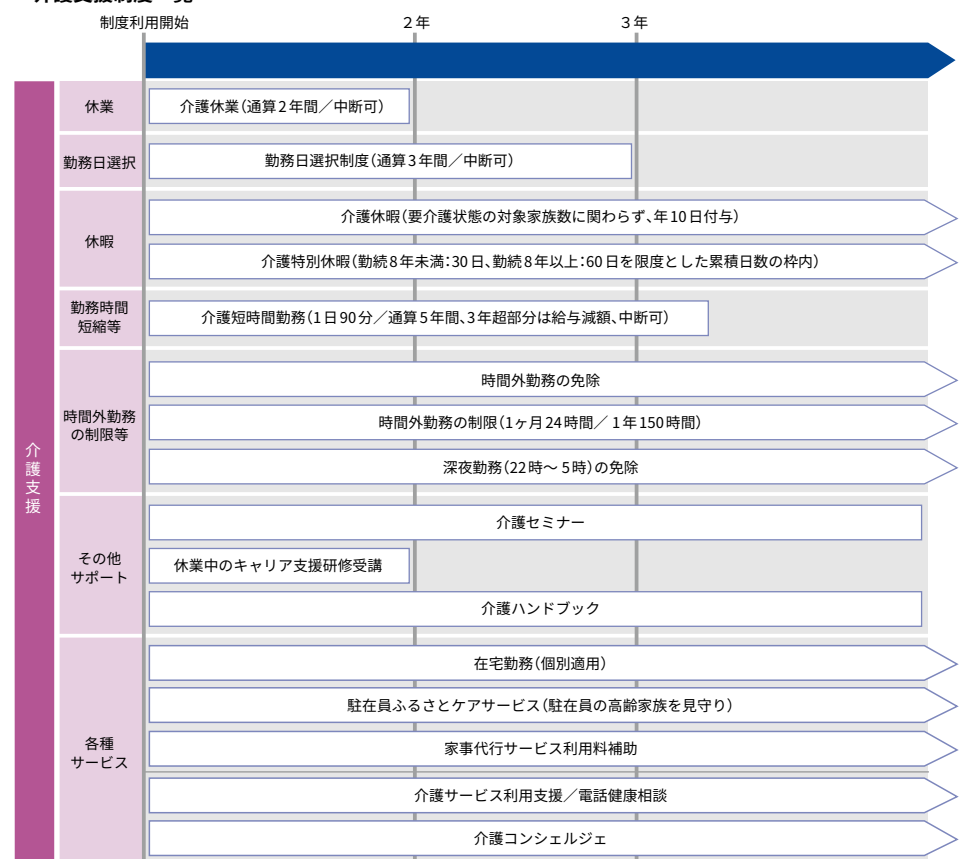 制度利用開始
2年
3年
介護支援
休業
介護休業（通算2年間／中断可）
勤務日選択
勤務日選択制度（通算3年間／中断可）
休暇
介護休暇（要介護状態の対象家族数に関わらず、年10日付与）
介護特別休暇（勤続8年未満：30日、勤続8年以上：60日を限度とした累積日数の枠内）
勤務時間
短縮等
介護短時間勤務（1日90分／通算5年間、3年超部分は給与減額、中断可）
時間外勤務
の制限等
時間外勤務の免除
時間外勤務の制限（1ヶ月24時間／1年150時間）
深夜勤務（22時～5時）の免除
その他
サポート
介護セミナー
休業中のキャリア支援研修受講
介護ハンドブック
各種
サービス
在宅勤務（個別適用）
駐在員ふるさとケアサービス（駐在員の高齢家族を見守り）
家事代行サービス利用料補助
介護サービス利用支援／電話健康相談
介護コンシェルジェ